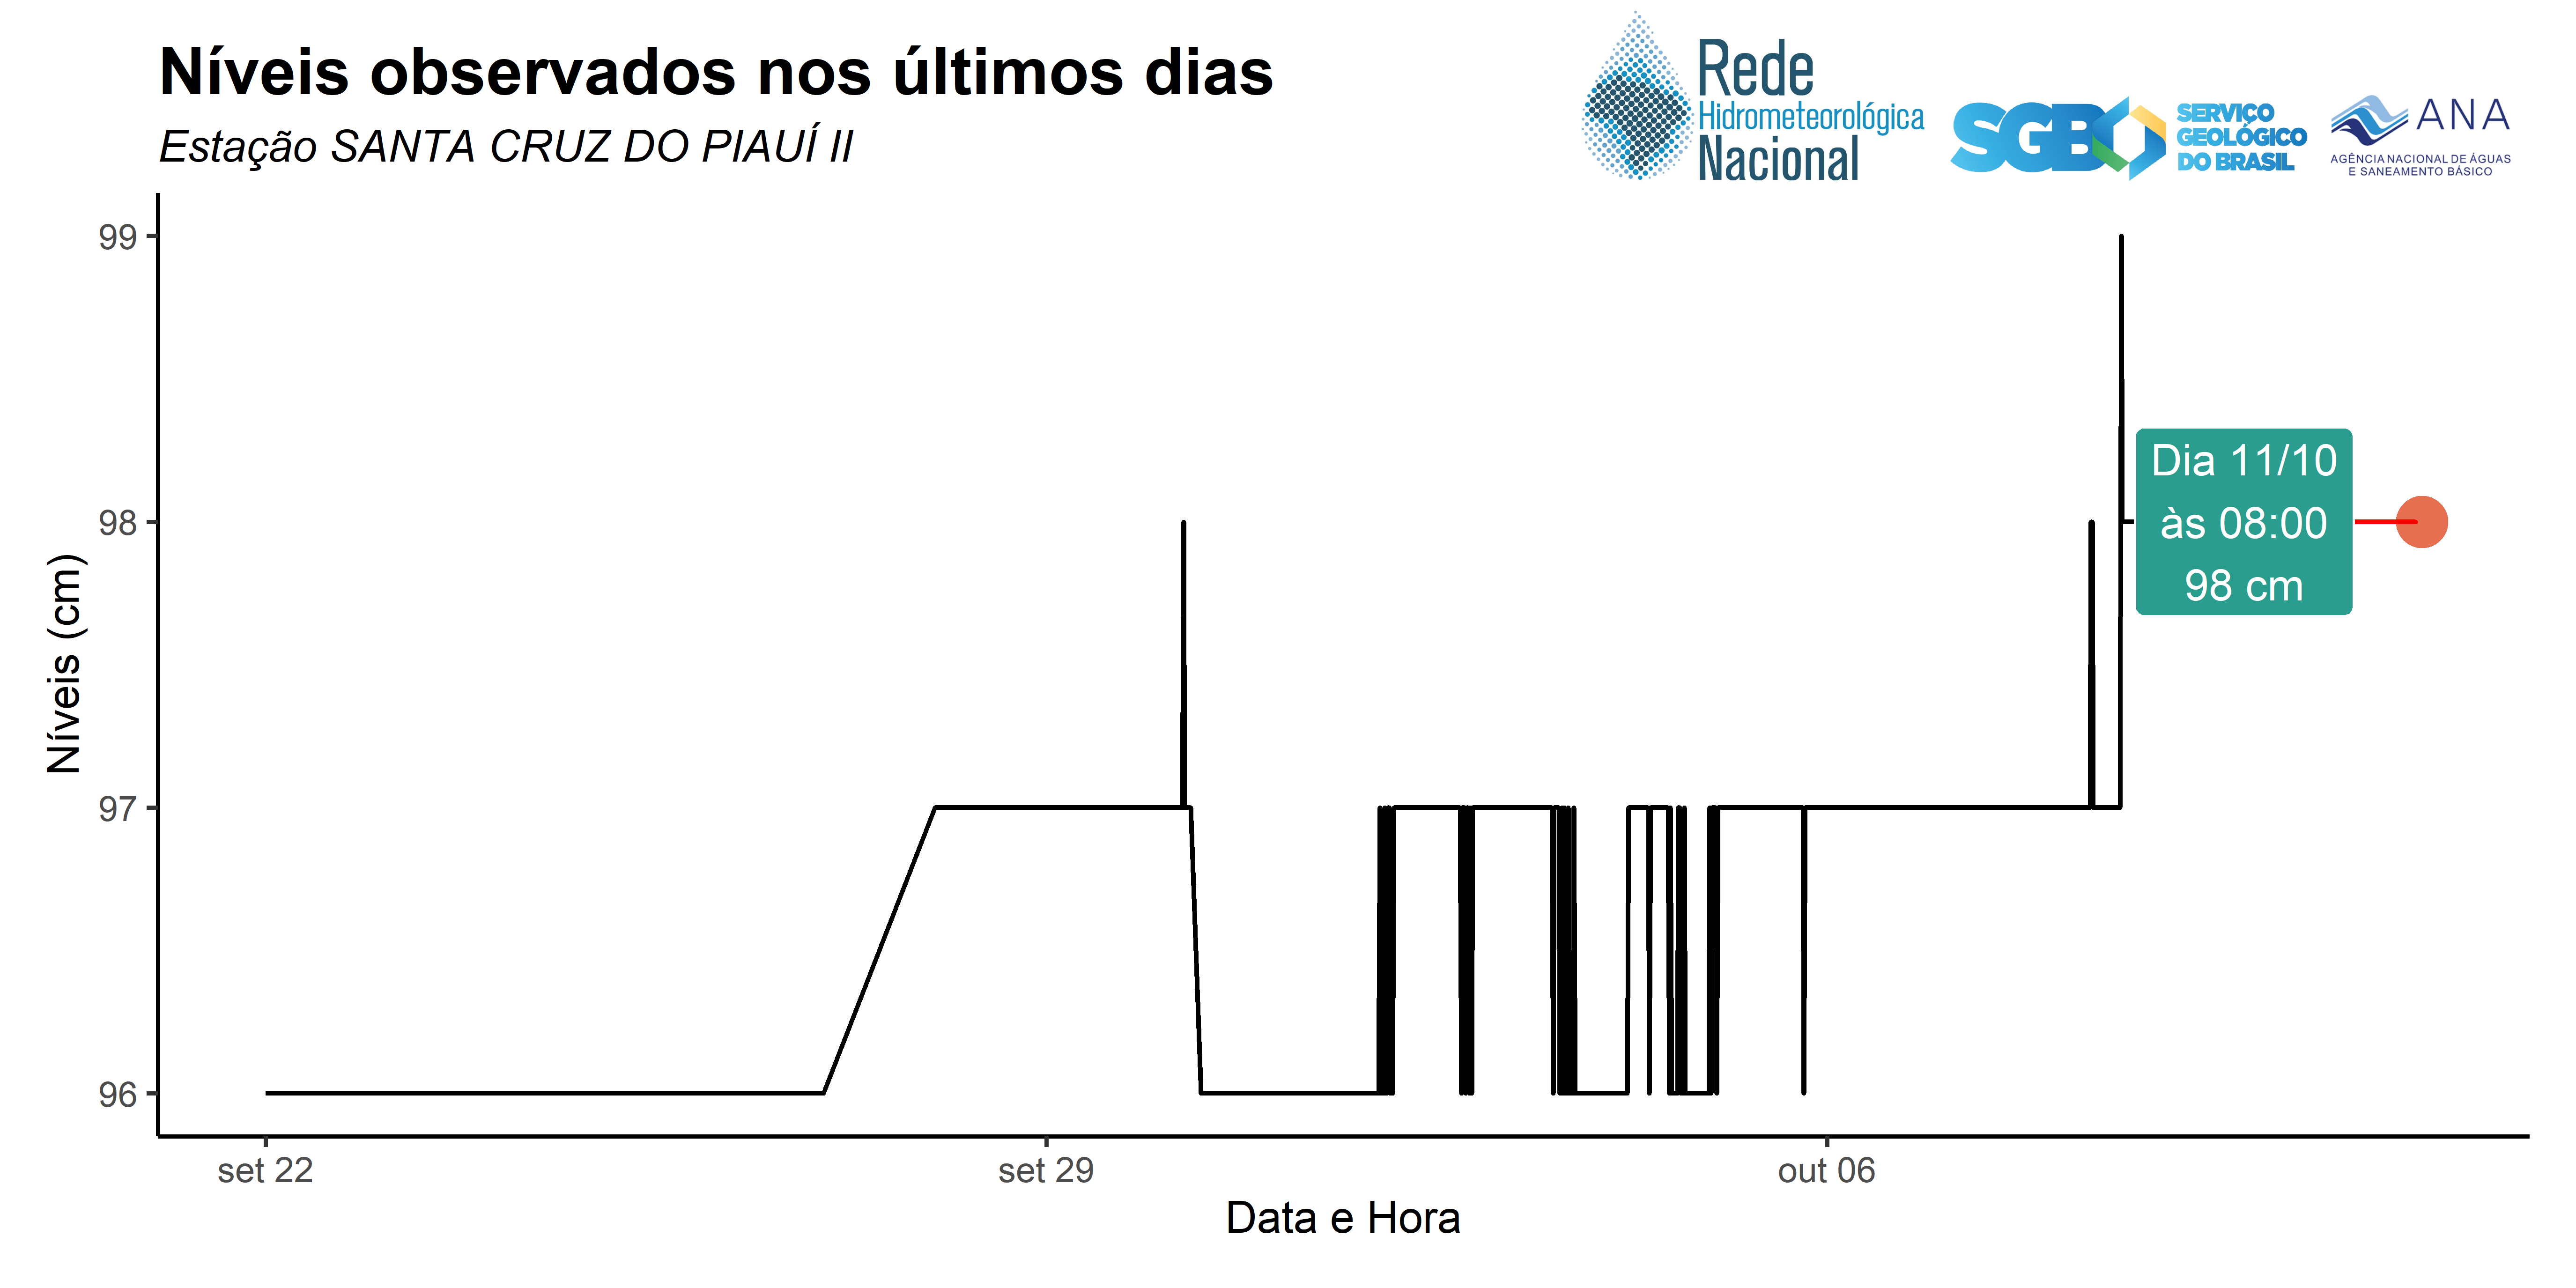 Níveis observados nos últimos dias
Estação SANTA CRUZ DO PIAUÍ II
Rede
Hidrometeorológica
Nacional
SGB
SERVIÇO
GEOLÓGICO
DO BRASIL
ANA
AGÊNCIA NACIONAL DE ÁGUAS
E SANEAMENTO BÁSICO
99
98
97
96
Níveis (cm)
Dia 11/10
às 08:00
98 cm
set 22
set 29
out 06
Data e Hora